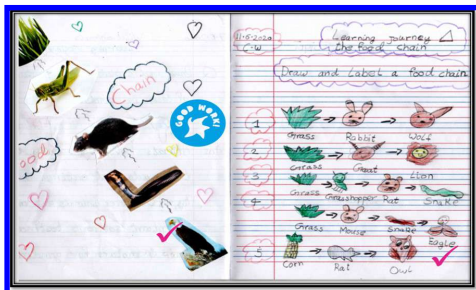 Chain
ood
GOOD WORK!
11-6-2020
C.W
Learning journey
the food chain
Draw and Label a food chain
1
Grass Rabbit Wolf
2
Grass Goat Lion
3
Grass Grasshopper Rat Snake
4
Grass Mouse Snake Eagle
5
Corn Rat Owl